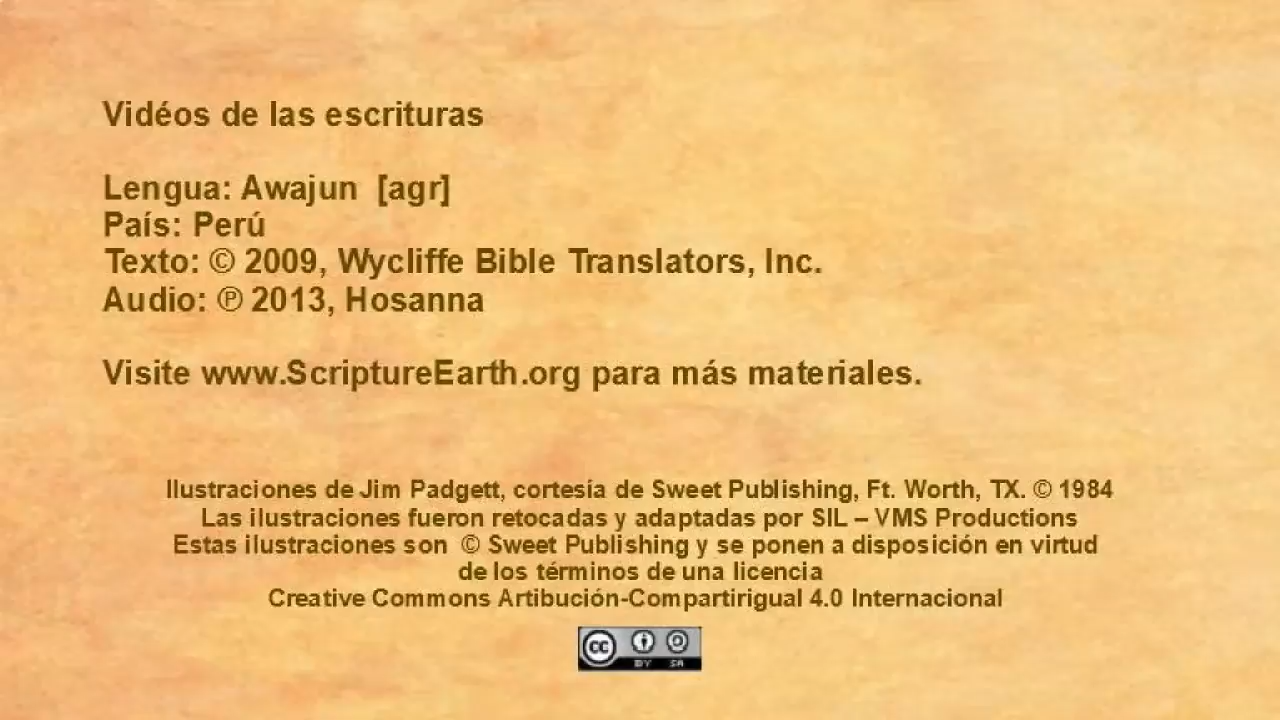 Vidéos de las escrituras
Lengua: Awajun [agr]
País: Perú
Texto: © 2009, Wycliffe Bible Translators, Inc.
Audio: ℗ 2013, Hosanna
Visite www.ScriptureEarth.org para más materiales.
Ilustraciones de Jim Padgett, cortesía de Sweet Publishing, Ft. Worth, TX. © 1984
Las ilustraciones fueron retocadas y adaptadas por SIL – VMS Productions
Estas ilustraciones son © Sweet Publishing y se ponen a disposición en virtud
de los términos de una licencia
Creative Commons Artibución-Compartirigual 4.0 Internacional
cc BY SA